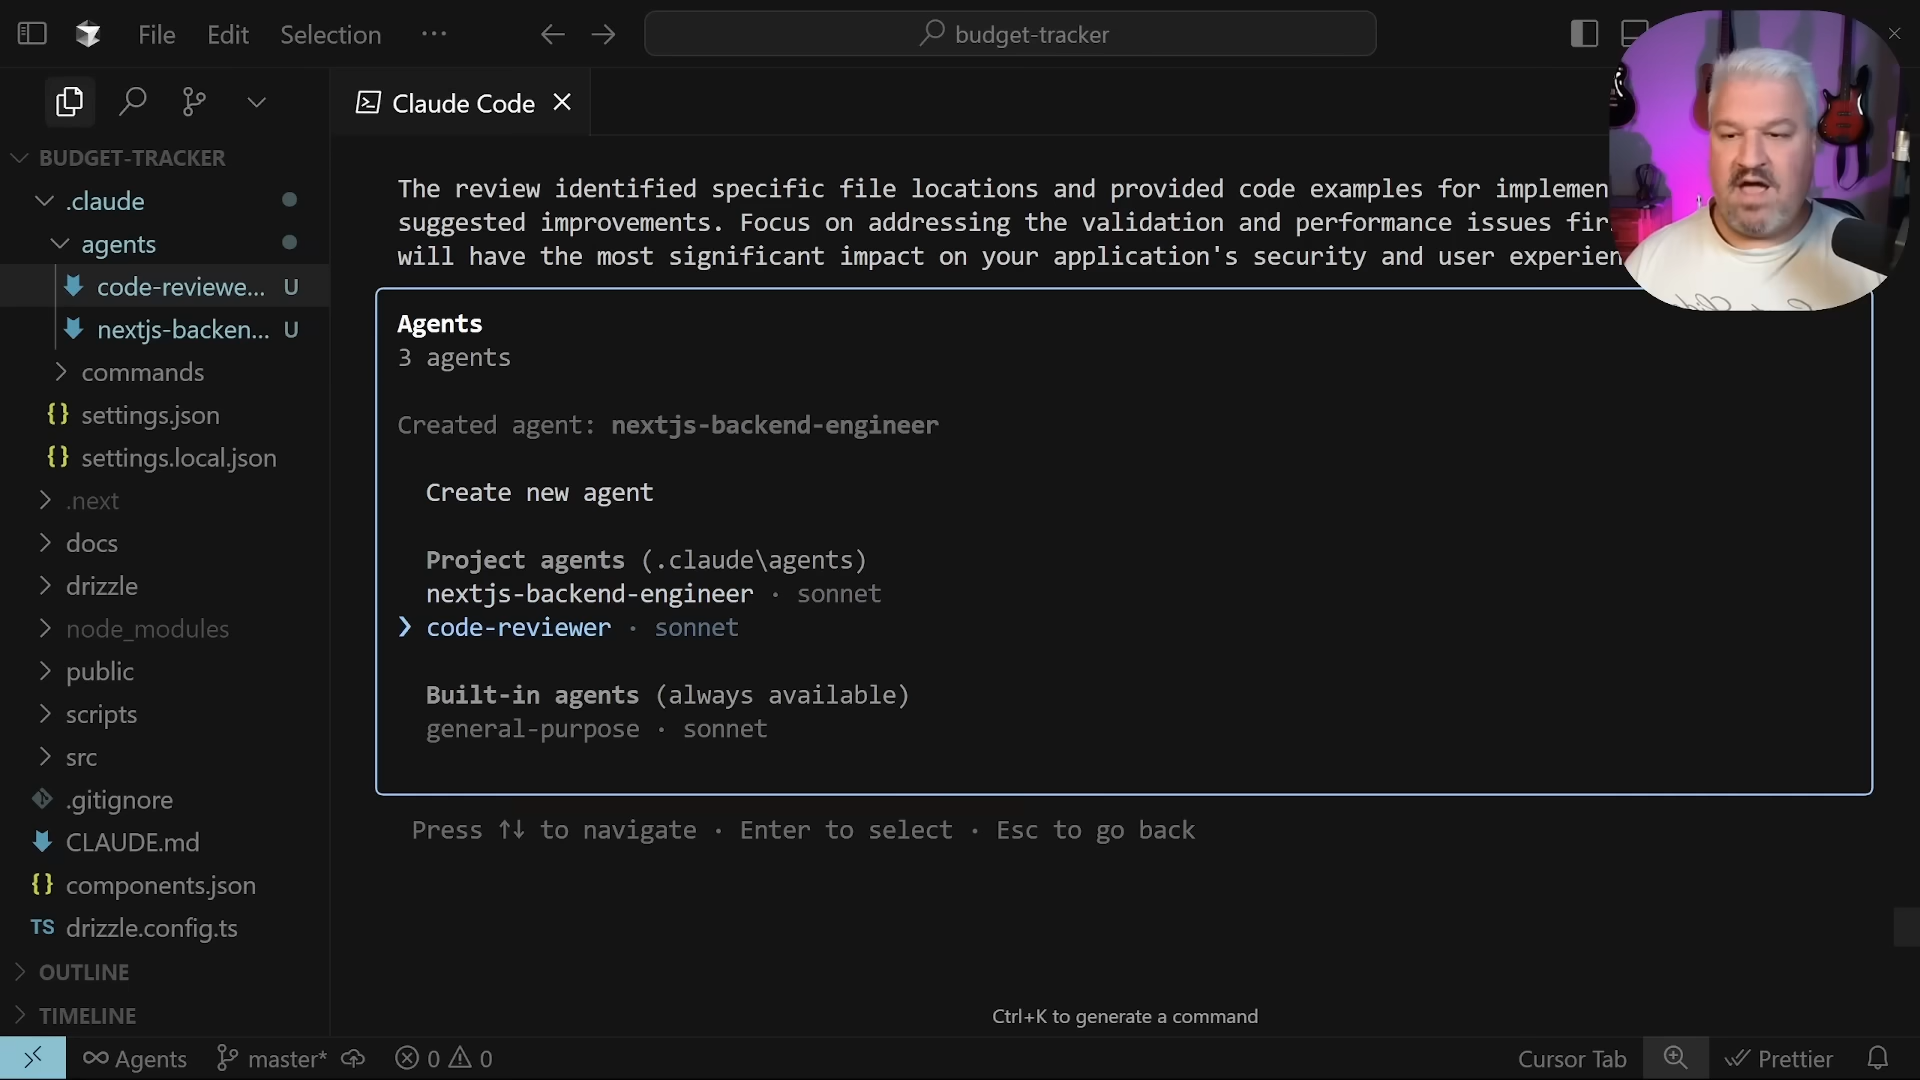 File Edit Selection ...
budget-tracker
Claude Code
BUDGET-TRACKER
.claude
agents
code-reviewe... U
nextjs-backen... U
commands
settings.json
settings.local.json
.next
docs
drizzle
node_modules
public
scripts
src
.gitignore
CLAUDE.md
components.json
TS drizzle.config.ts
OUTLINE
TIMELINE
The review identified specific file locations and provided code examples for implemen
suggested improvements. Focus on addressing the validation and performance issues fir
will have the most significant impact on your application's security and user experien
Agents
3 agents
Created agent: nextjs-backend-engineer
Create new agent
Project agents (.claude\agents)
nextjs-backend-engineer · sonnet
❯ code-reviewer · sonnet
Built-in agents (always available)
general-purpose · sonnet
Press ↑↓ to navigate · Enter to select · Esc to go back
Ctrl+K to generate a command
Agents master* 0 0
Cursor Tab Prettier